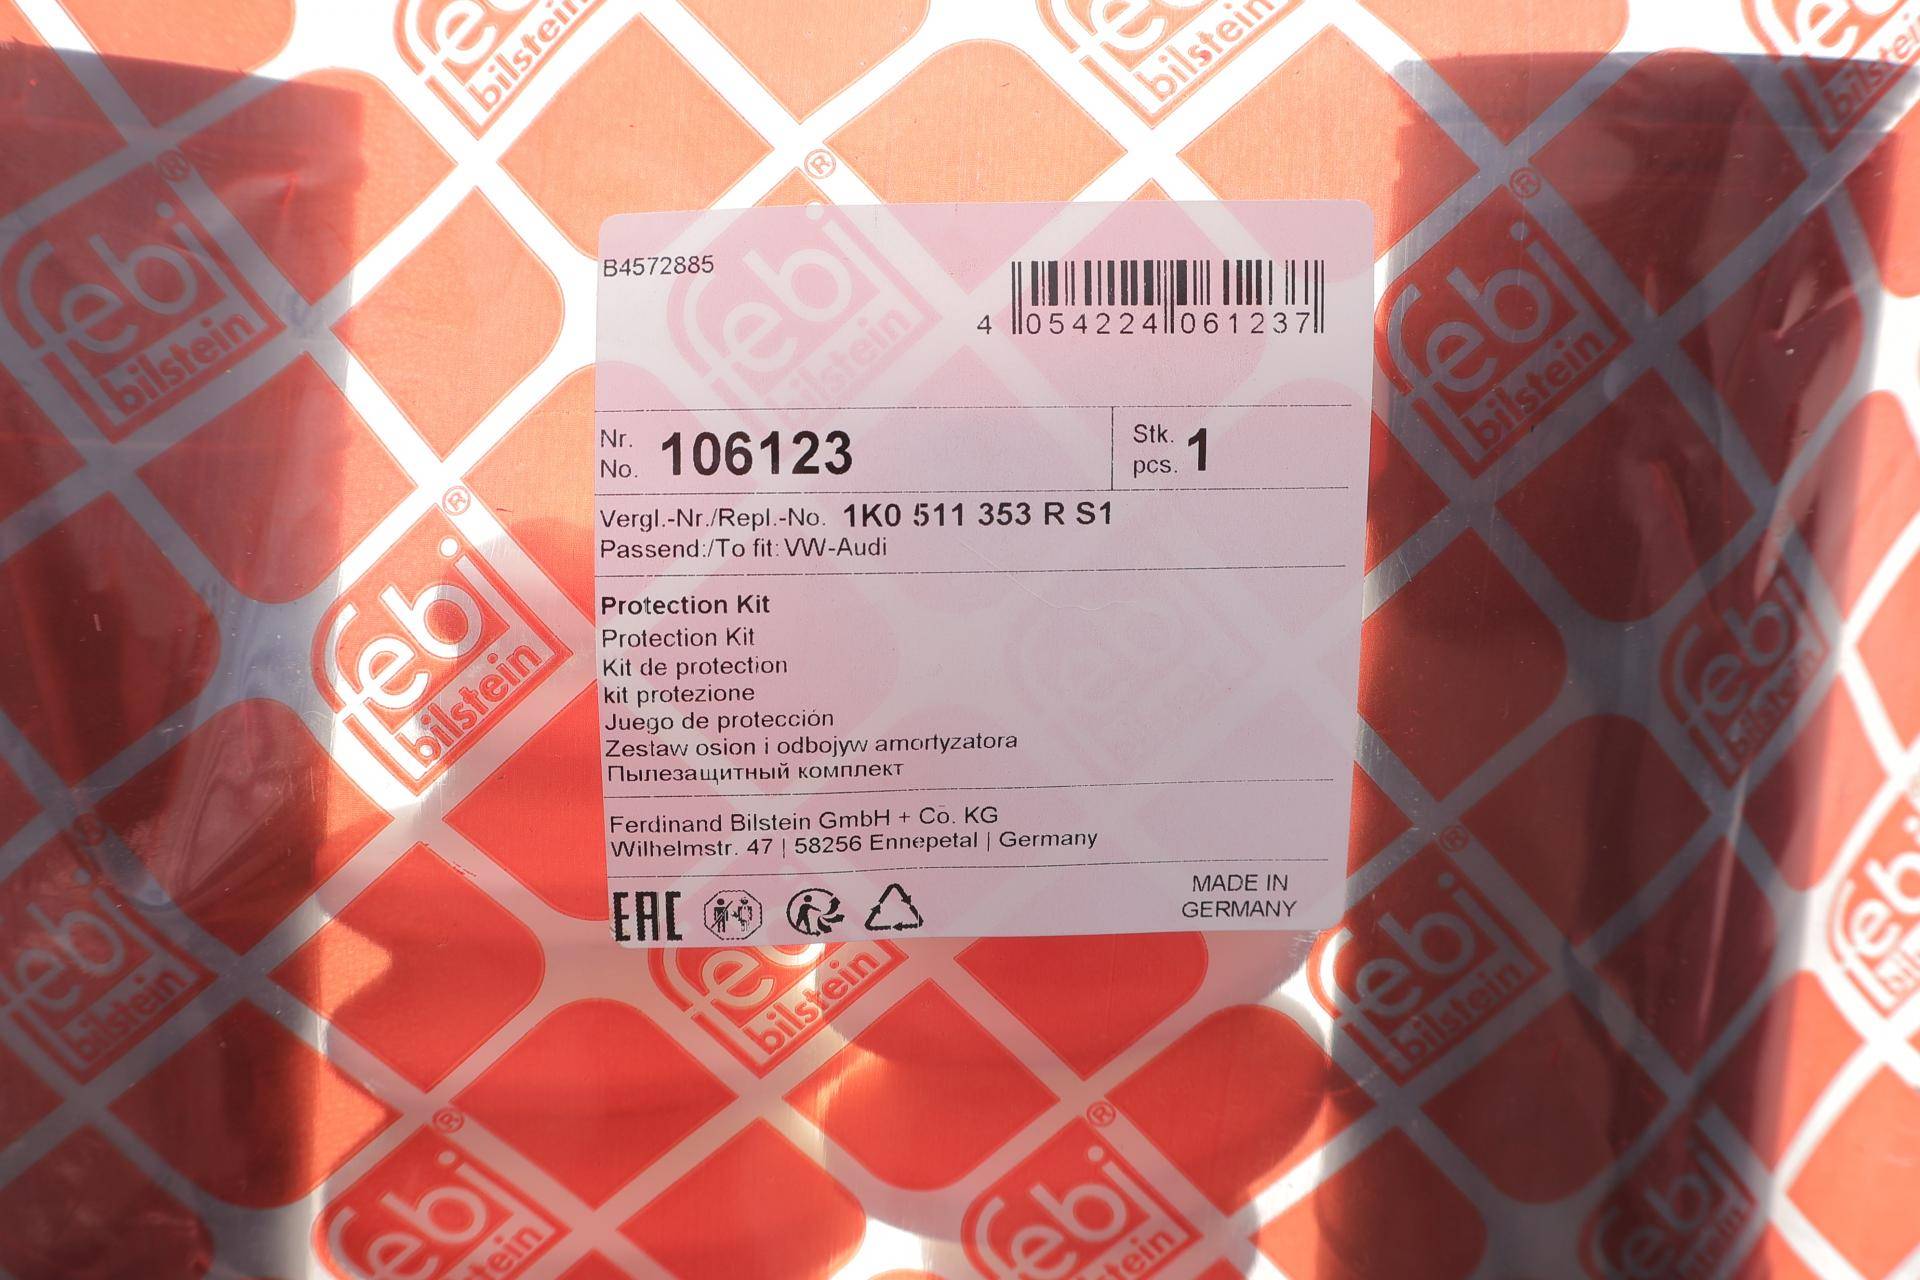 B4572885
4 054224 061237
Nr. No. 106123
Stk. pcs. 1
Vergl.-Nr./Repl.-No. 1K0 511 353 R S1
Passend:/To fit: VW-Audi
Protection Kit
Protection Kit
Kit de protection
kit protezione
Juego de protección
Zestaw osion i odbojyw amortyzatora
Пылезащитный комплект
Ferdinand Bilstein GmbH + Co. KG
Wilhelmstr. 47 | 58256 Ennepetal | Germany
EAC
MADE IN
GERMANY
febi®
bilstein